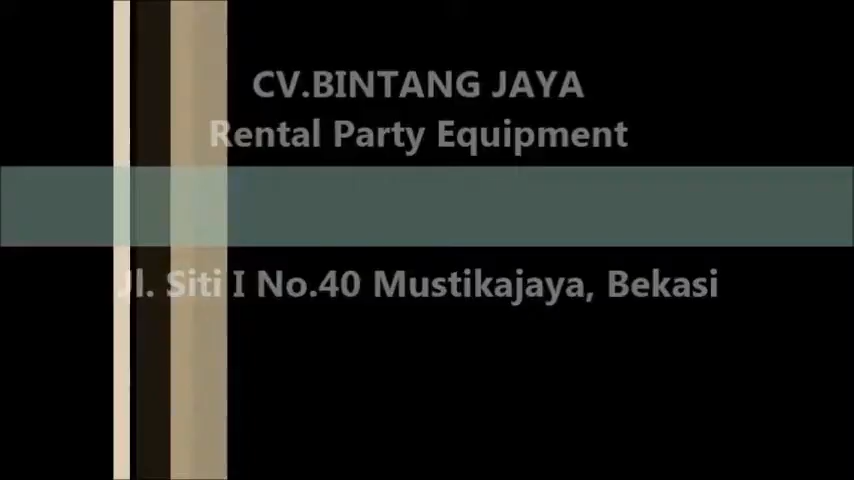 CV.BINTANG JAYA
Rental Party Equipment
Jl. Siti I No.40 Mustikajaya, Bekasi